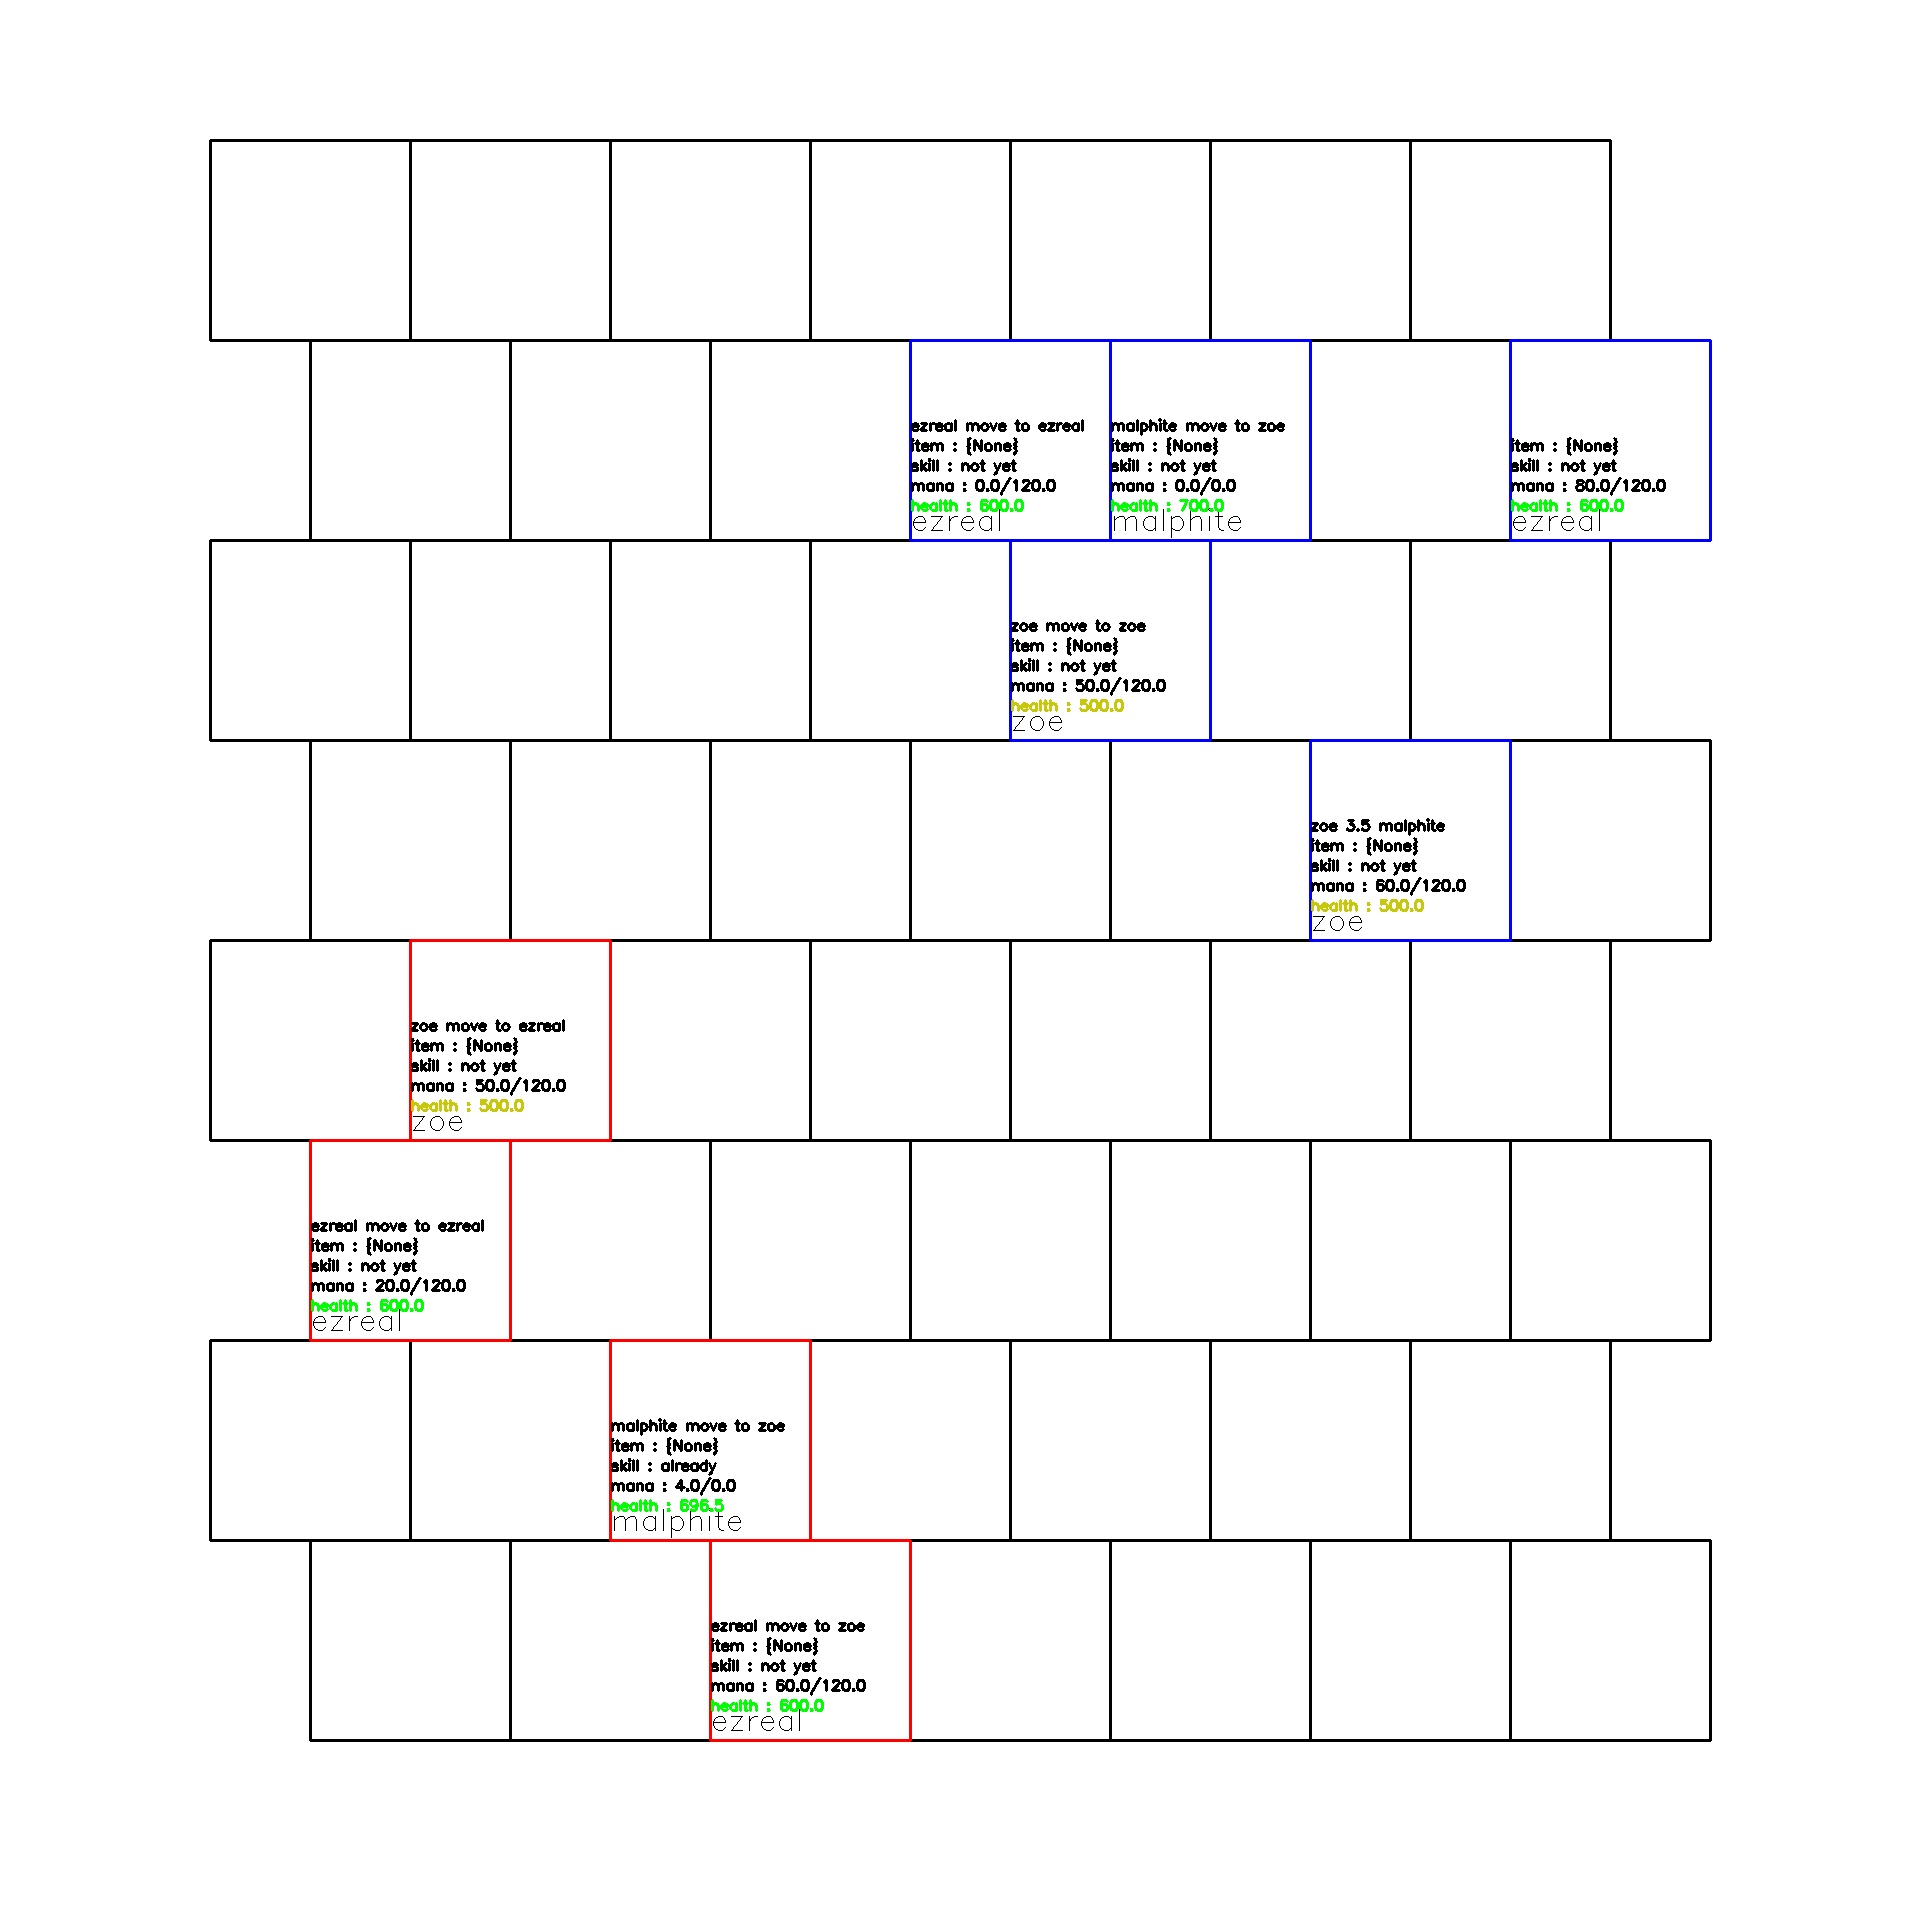 ezreal move to ezreal
item : {None}
skill : not yet
mana : 0.0/120.0
health : 600.0
ezreal
malphite move to zoe
item : {None}
skill : not yet
mana : 0.0/0.0
health : 700.0
malphite
item : {None}
skill : not yet
mana : 80.0/120.0
health : 600.0
ezreal
zoe move to zoe
item : {None}
skill : not yet
mana : 50.0/120.0
health : 500.0
zoe
zoe 3.5 malphite
item : {None}
skill : not yet
mana : 60.0/120.0
health : 500.0
zoe
zoe move to ezreal
item : {None}
skill : not yet
mana : 50.0/120.0
health : 500.0
zoe
ezreal move to ezreal
item : {None}
skill : not yet
mana : 20.0/120.0
health : 600.0
ezreal
malphite move to zoe
item : {None}
skill : already
mana : 4.0/0.0
health : 696.5
malphite
ezreal move to zoe
item : {None}
skill : not yet
mana : 60.0/120.0
health : 600.0
ezreal